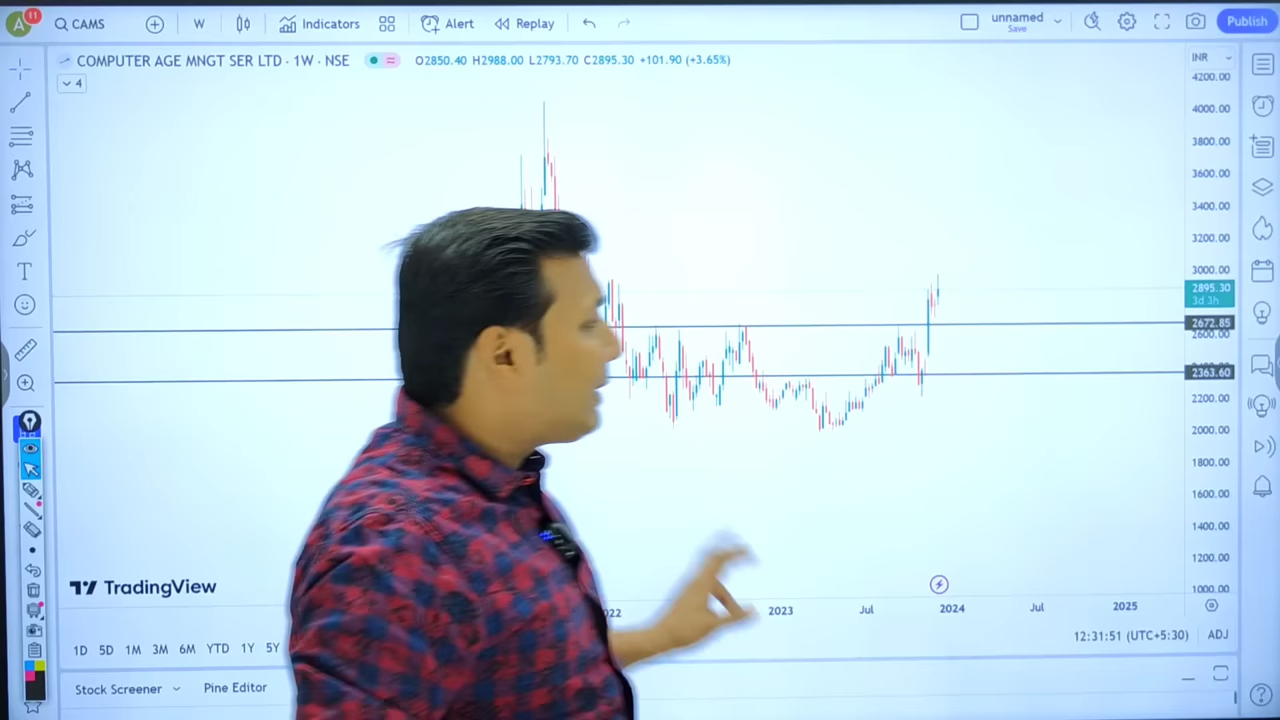 A 11 CAMS W Indicators Alert Replay unnamed Save Publish
COMPUTER AGE MNGT SER LTD · 1W · NSE O2850.40 H2988.00 L2793.70 C2895.30 +101.90 (+3.65%)
INR
4
4200.00
4000.00
3800.00
3600.00
3400.00
3200.00
3000.00
2895.30
3d 3h
2672.85
2600.00
2363.60
2200.00
2000.00
1800.00
1600.00
1400.00
1200.00
1000.00
TradingView
22 2023 Jul 2024 Jul 2025
12:31:51 (UTC+5:30) ADJ
1D 5D 1M 3M 6M YTD 1Y 5Y
Stock Screener Pine Editor